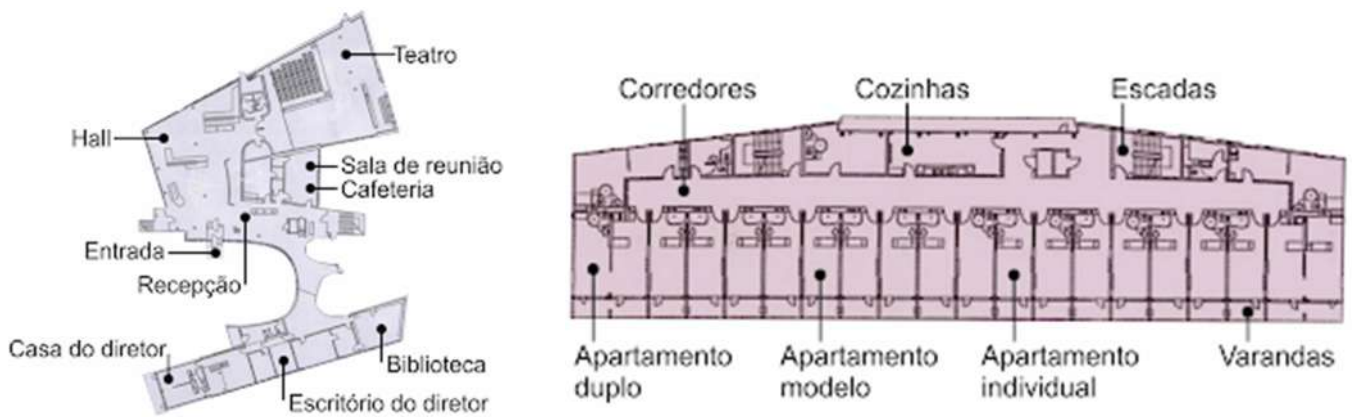 Teatro
Hall
Sala de reunião
Cafeteria
Entrada
Recepção
Casa do diretor
Biblioteca
Escritório do diretor
Corredores
Cozinhas
Escadas
Apartamento
duplo
Apartamento
modelo
Apartamento
individual
Varandas